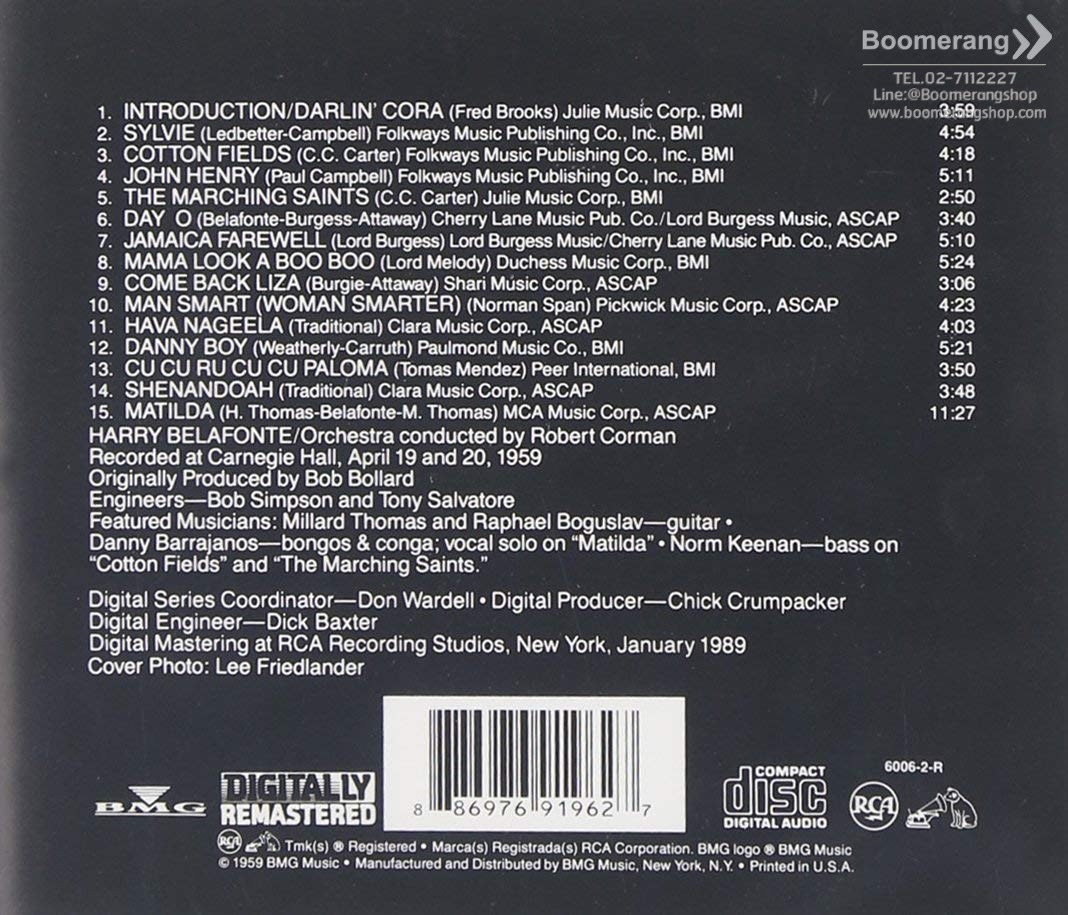 Boomerang
TEL.02-7112227
Line:@Boomerangshop
www.boomerangshop.com
1. INTRODUCTION/DARLIN' CORA (Fred Brooks) Julie Music Corp., BMI 3:59
2. SYLVIE (Ledbetter-Campbell) Folkways Music Publishing Co., Inc., BMI 4:54
3. COTTON FIELDS (C.C. Carter) Folkways Music Publishing Co., Inc., BMI 4:18
4. JOHN HENRY (Paul Campbell) Folkways Music Publishing Co., Inc., BMI 5:11
5. THE MARCHING SAINTS (C.C. Carter) Julie Music Corp., BMI 2:50
6. DAY O (Belafonte-Burgess-Attaway) Cherry Lane Music Pub. Co./Lord Burgess Music, ASCAP 3:40
7. JAMAICA FAREWELL (Lord Burgess) Lord Burgess Music/Cherry Lane Music Pub. Co., ASCAP 5:10
8. MAMA LOOK A BOO BOO (Lord Melody) Duchess Music Corp., BMI 5:24
9. COME BACK LIZA (Burgie-Attaway) Shari Music Corp., ASCAP 3:06
10. MAN SMART (WOMAN SMARTER) (Norman Span) Pickwick Music Corp., ASCAP 4:23
11. HAVA NAGEELA (Traditional) Clara Music Corp., ASCAP 4:03
12. DANNY BOY (Weatherly-Carruth) Paulmond Music Co., BMI 5:21
13. CU CU RU CU CU PALOMA (Tomas Mendez) Peer International, BMI 3:50
14. SHENANDOAH (Traditional) Clara Music Corp., ASCAP 3:48
15. MATILDA (H. Thomas-Belafonte-M. Thomas) MCA Music Corp., ASCAP 11:27
HARRY BELAFONTE/Orchestra conducted by Robert Corman
Recorded at Carnegie Hall, April 19 and 20, 1959
Originally Produced by Bob Bollard
Engineers—Bob Simpson and Tony Salvatore
Featured Musicians: Millard Thomas and Raphael Boguslav—guitar •
Danny Barrajanos—bongos & conga; vocal solo on "Matilda" • Norm Keenan—bass on
"Cotton Fields" and "The Marching Saints."
Digital Series Coordinator—Don Wardell • Digital Producer—Chick Crumpacker
Digital Engineer—Dick Baxter
Digital Mastering at RCA Recording Studios, New York, January 1989
Cover Photo: Lee Friedlander
BMG
DIGITALLY
REMASTERED
8 86976 91962 7
COMPACT
disc
DIGITAL AUDIO
6006-2-R
RCA
RCA Tmk(s) ® Registered • Marca(s) Registrada(s) RCA Corporation. BMG logo ® BMG Music
© 1959 BMG Music • Manufactured and Distributed by BMG Music, New York, N.Y. • Printed in U.S.A.